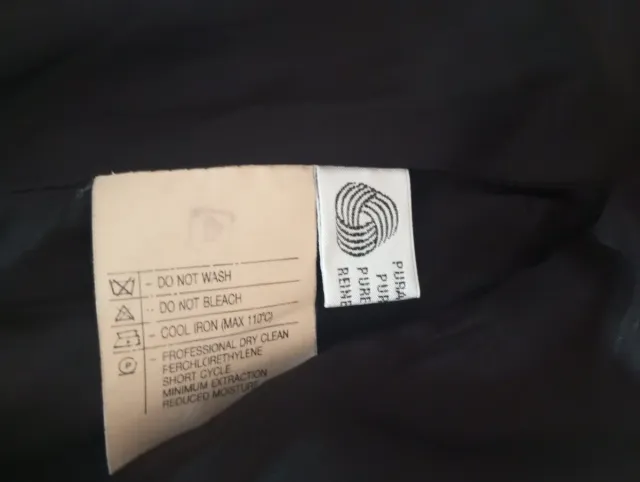 - DO NOT WASH
- DO NOT BLEACH
- COOL IRON (MAX 110°C)
- PROFESSIONAL DRY CLEAN
PERCHLORETHYLENE
SHORT CYCLE
MINIMUM EXTRACTION
REDUCED MOISTURE
PURA
PUR
PURE
REINE